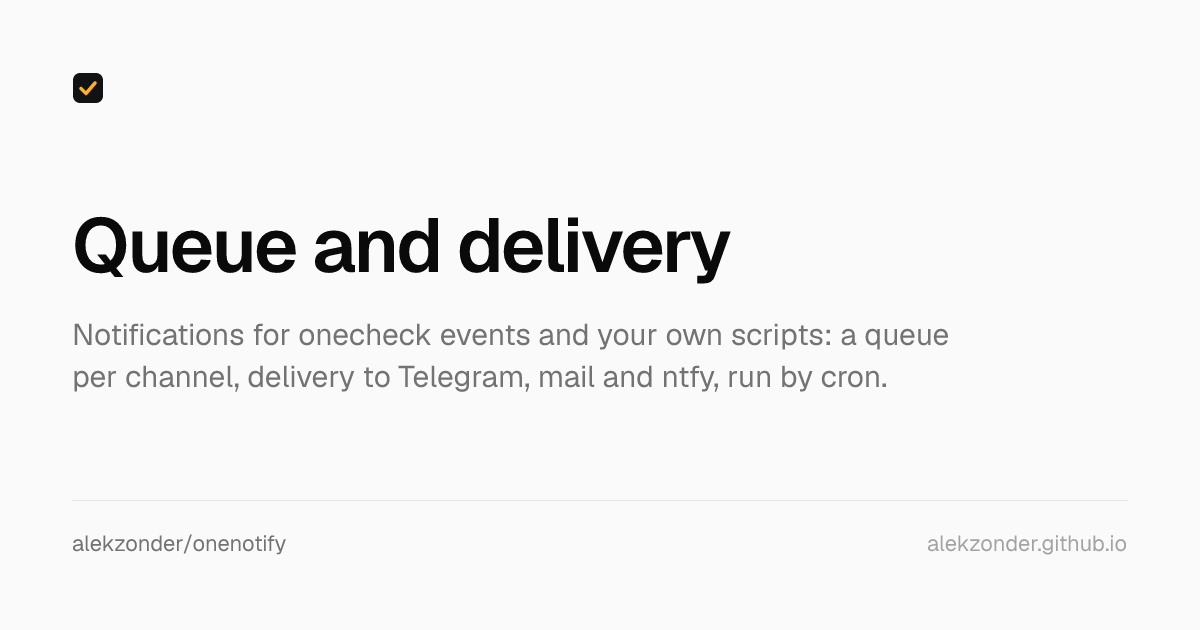 Queue and delivery
Notifications for onecheck events and your own scripts: a queue
per channel, delivery to Telegram, mail and ntfy, run by cron.
alekzonder/onenotify
alekzonder.github.io